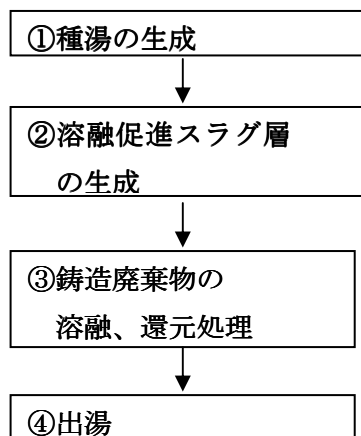 ①種湯の生成
②溶融促進スラグ層
の生成
③鋳造廃棄物の
溶融、還元処理
④出湯